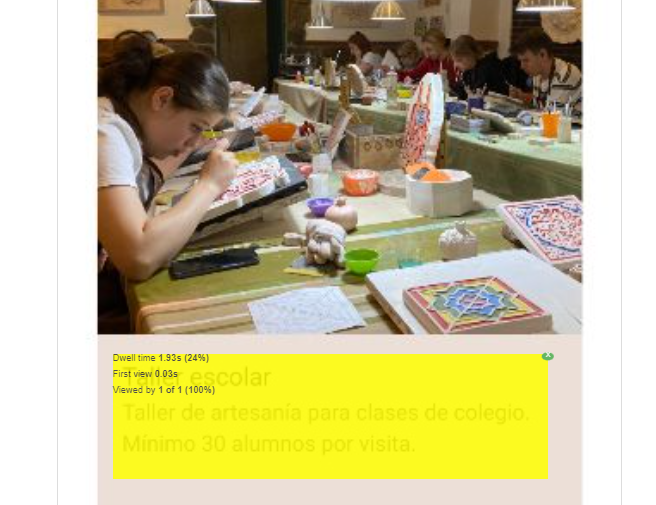 Dwell time 1.93s (24%)
Taller escolar
First view 0.03s
Viewed by 1 of 1 (100%)
Taller de artesanía para clases de colegio.
Mínimo 30 alumnos por visita.